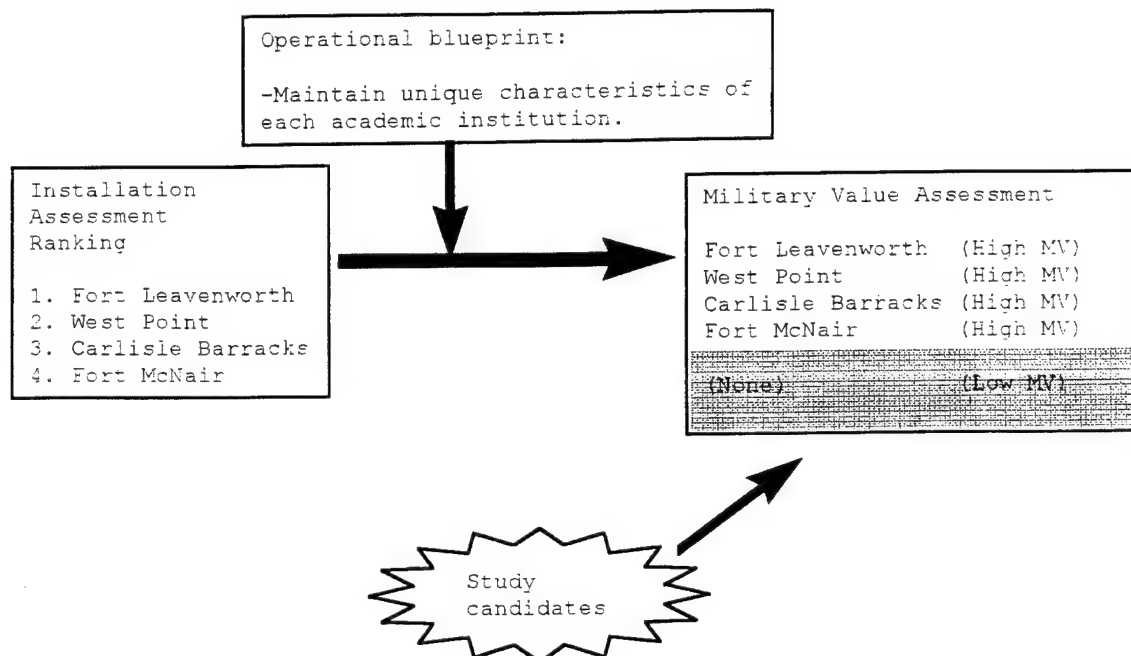 Operational blueprint:
-Maintain unique characteristics of
each academic institution.
Installation
Assessment
Ranking
1. Fort Leavenworth
2. West Point
3. Carlisle Barracks
4. Fort McNair
Military Value Assessment
Fort Leavenworth (High MV)
West Point (High MV)
Carlisle Barracks (High MV)
Fort McNair (High MV)
(None) (Low MV)
Study
candidates